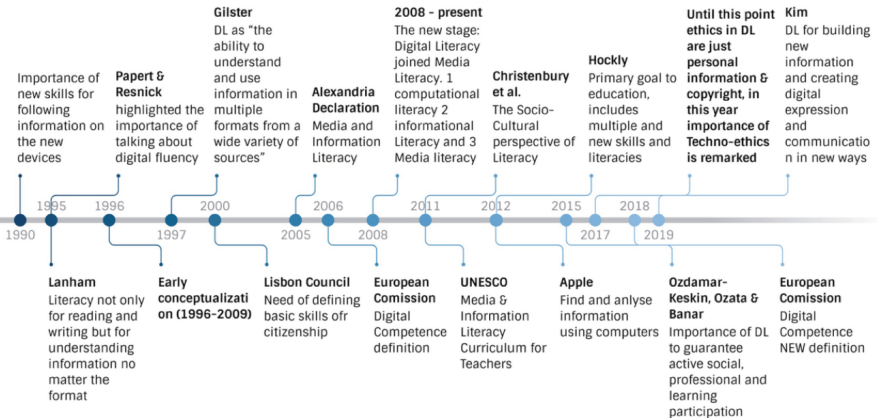 Importance of
new skills for
following
information on
the new
devices
Papert &
Resnick
highlighted the
importance of
talking about
digital fluency
Gilster
DL as “the
ability to
understand
and use
information in
multiple
formats from a
wide variety of
sources”
Alexandria
Declaration
Media and
Information
Literacy
2008 – present
The new stage:
Digital Literacy
joined Media
Literacy. 1
computational
literacy 2
informational
Literacy and 3
Media literacy
Christenbury
et al.
The Socio-
Cultural
perspective of
Literacy
Hockly
Primary goal to
education,
includes
multiple and
new skills and
literacies
Until this point
ethics in DL
are just
personal
information &
copyright, in
this year
importance of
Techno-ethics
is remarked
Kim
DL for building
new
information
and creating
digital
expression
and
communicatio
n in new ways
1995
1996
2000
2006
2011
2012
2015
2018
1990
1997
2005
2008
2017
2019
Lanham
Literacy not only
for reading and
writing but for
understanding
information no
matter the
format
Early
conceptualizati
on (1996–2009)
Lisbon Council
Need of defining
basic skills ofr
citizenship
European
Comission
Digital
Competence
definition
UNESCO
Media &
Information
Literacy
Curriculum for
Teachers
Apple
Find and anlyse
information
using computers
Ozdamar-
Keskin, Ozata &
Banar
Importance of DL
to guarantee
active social,
professional and
learning
participation
European
Comission
Digital
Competence
NEW definition